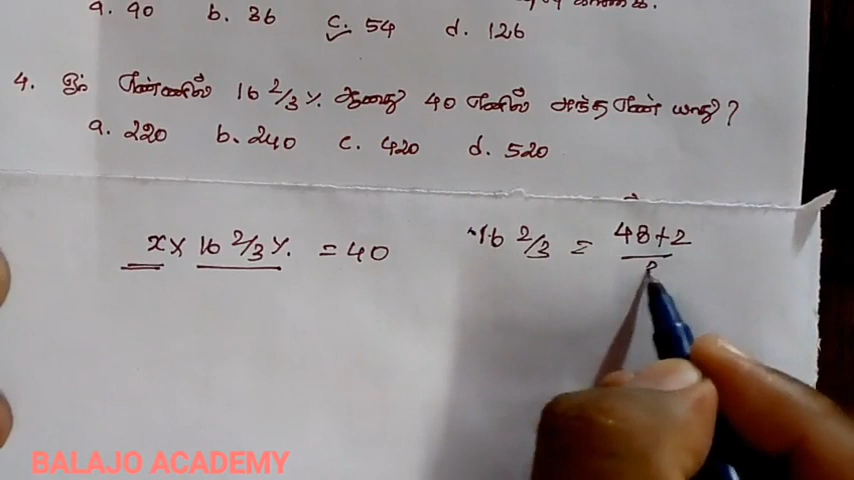 a. 90 b. 36 c. 54 d. 126
4. ஓர் எண்ணில் 16 2/3 % ஆனது 40 எனில் அந்த எண் யாது?
a. 220 b. 240 c. 420 d. 520
x × 16 2/3 %. = 40 16 2/3 = 48+2
BALAJO ACADEMY